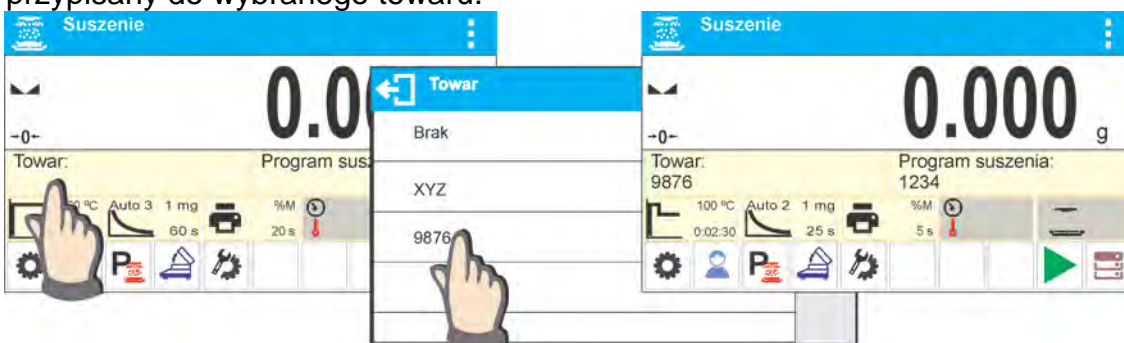 przypisany do wybranego towaru.
Suszenie
0.00
-0-
Towar:
Program susz
°C Auto 3 1 mg
60 s
%M
20 s
P
Towar
Brak
XYZ
9876
Suszenie
0.000 g
-0-
Towar:
9876
Program suszenia:
1234
100 °C Auto 2 1 mg
0:02:30
25 s
%M
5 s
P